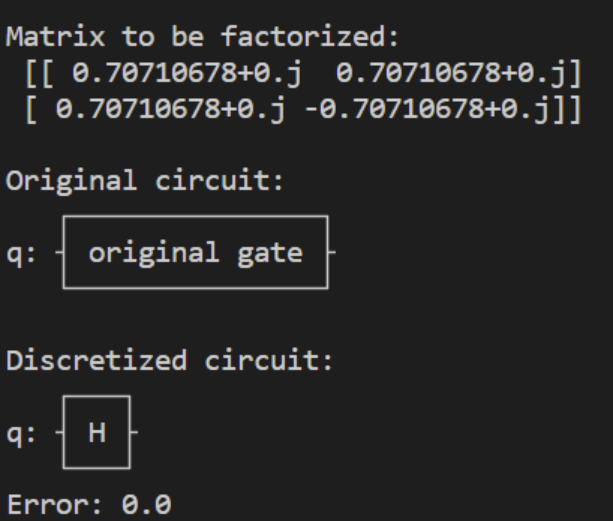 Matrix to be factorized:
[[ 0.70710678+0.j  0.70710678+0.j]
[ 0.70710678+0.j -0.70710678+0.j]]
Original circuit:
q: original gate
Discretized circuit:
q: H
Error: 0.0